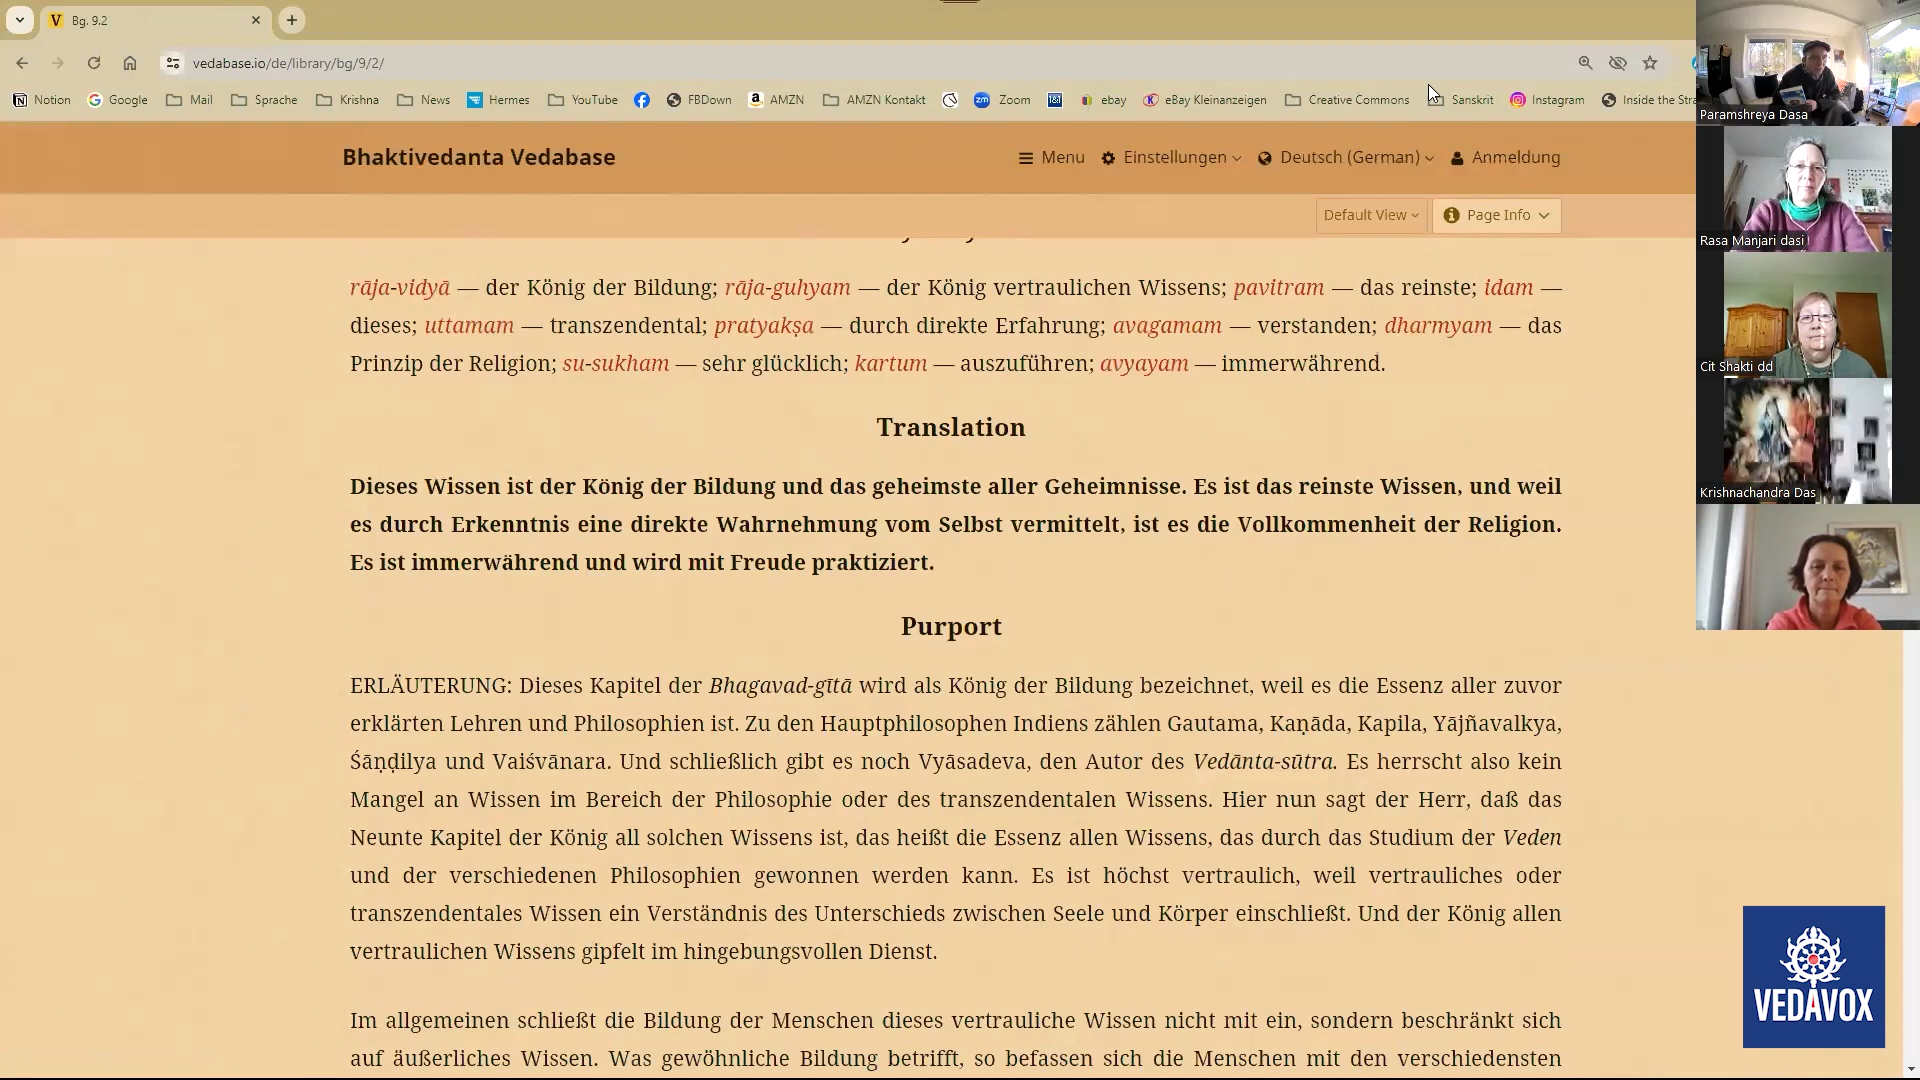 Bg. 9.2
vedabase.io/de/library/bg/9/2/
Notion Google Mail Sprache Krishna News Hermes YouTube FBDown AMZN AMZN Kontakt Zoom ebay eBay Kleinanzeigen Creative Commons Sanskrit Instagram Inside the Stra
Bhaktivedanta Vedabase
Menu Einstellungen Deutsch (German) Anmeldung
Default View Page Info
rāja-vidyā — der König der Bildung; rāja-guhyam — der König vertraulichen Wissens; pavitram — das reinste; idam —
dieses; uttamam — transzendental; pratyakṣa — durch direkte Erfahrung; avagamam — verstanden; dharmyam — das
Prinzip der Religion; su-sukham — sehr glücklich; kartum — auszuführen; avyayam — immerwährend.
Translation
Dieses Wissen ist der König der Bildung und das geheimste aller Geheimnisse. Es ist das reinste Wissen, und weil
es durch Erkenntnis eine direkte Wahrnehmung vom Selbst vermittelt, ist es die Vollkommenheit der Religion.
Es ist immerwährend und wird mit Freude praktiziert.
Purport
ERLÄUTERUNG: Dieses Kapitel der Bhagavad-gītā wird als König der Bildung bezeichnet, weil es die Essenz aller zuvor
erklärten Lehren und Philosophien ist. Zu den Hauptphilosophen Indiens zählen Gautama, Kaṇāda, Kapila, Yājñavalkya,
Śāṇḍilya und Vaiśvānara. Und schließlich gibt es noch Vyāsadeva, den Autor des Vedānta-sūtra. Es herrscht also kein
Mangel an Wissen im Bereich der Philosophie oder des transzendentalen Wissens. Hier nun sagt der Herr, daß das
Neunte Kapitel der König all solchen Wissens ist, das heißt die Essenz allen Wissens, das durch das Studium der Veden
und der verschiedenen Philosophien gewonnen werden kann. Es ist höchst vertraulich, weil vertrauliches oder
transzendentales Wissen ein Verständnis des Unterschieds zwischen Seele und Körper einschließt. Und der König allen
vertraulichen Wissens gipfelt im hingebungsvollen Dienst.
Im allgemeinen schließt die Bildung der Menschen dieses vertrauliche Wissen nicht mit ein, sondern beschränkt sich
auf äußerliches Wissen. Was gewöhnliche Bildung betrifft, so befassen sich die Menschen mit den verschiedensten
Paramshreya Dasa
Rasa Manjari dasi
Cit Shakti dd
Krishnachandra Das
VEDAVOX